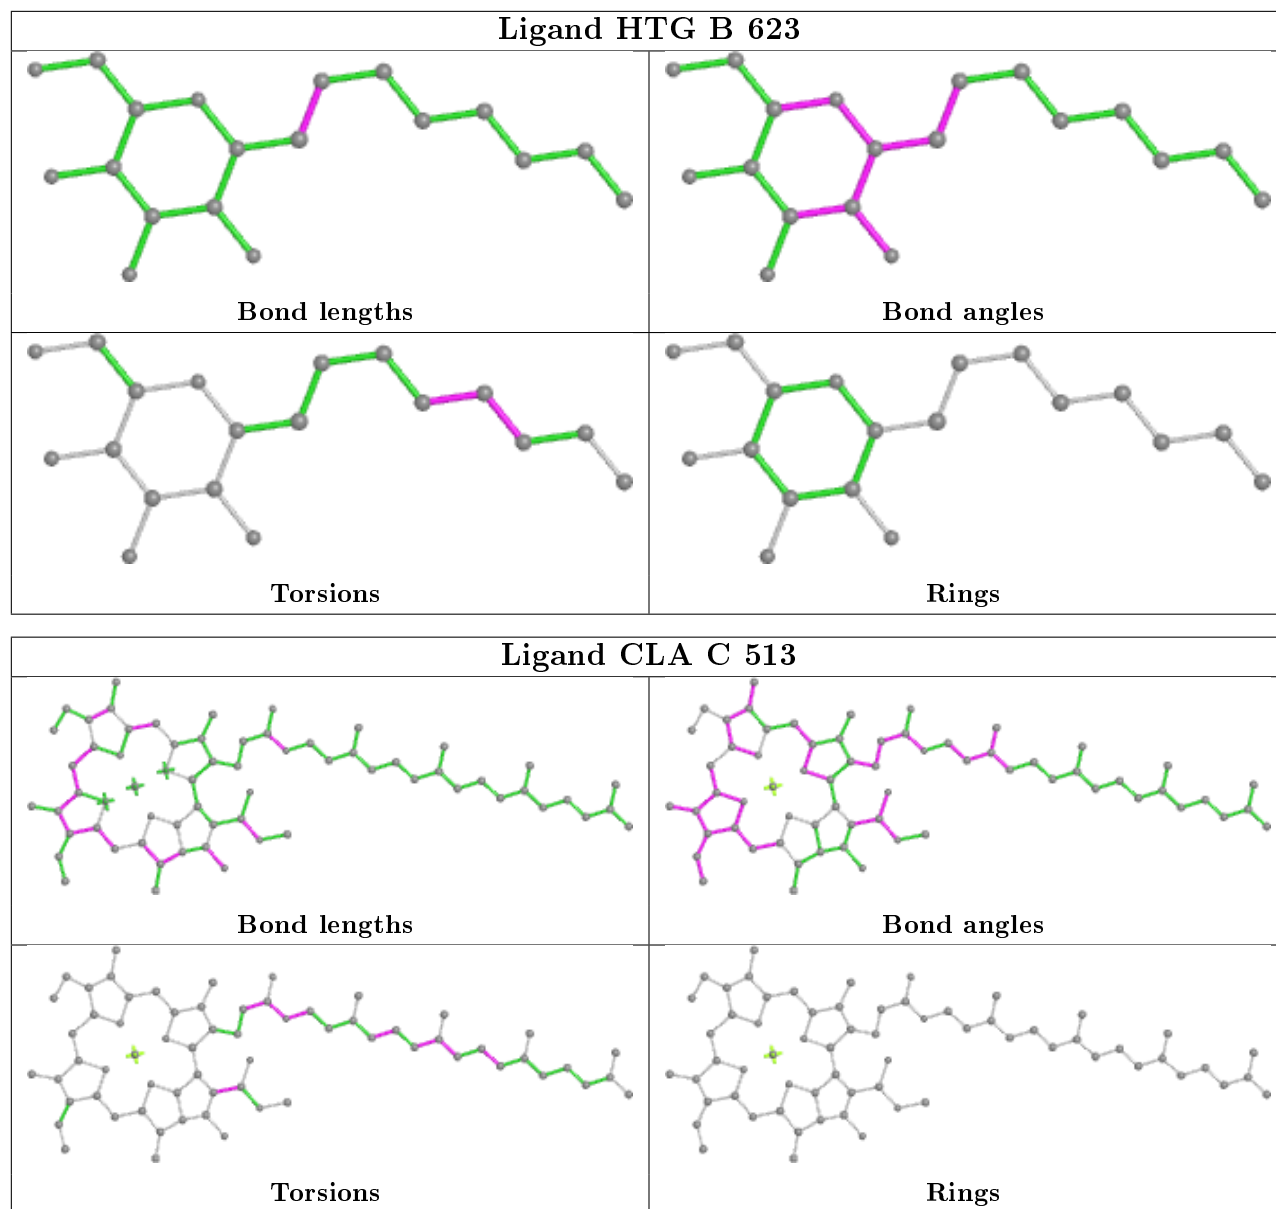 Ligand HTG B 623
Bond lengths
Bond angles
Torsions
Rings
Ligand CLA C 513
Bond lengths
Bond angles
Torsions
Rings